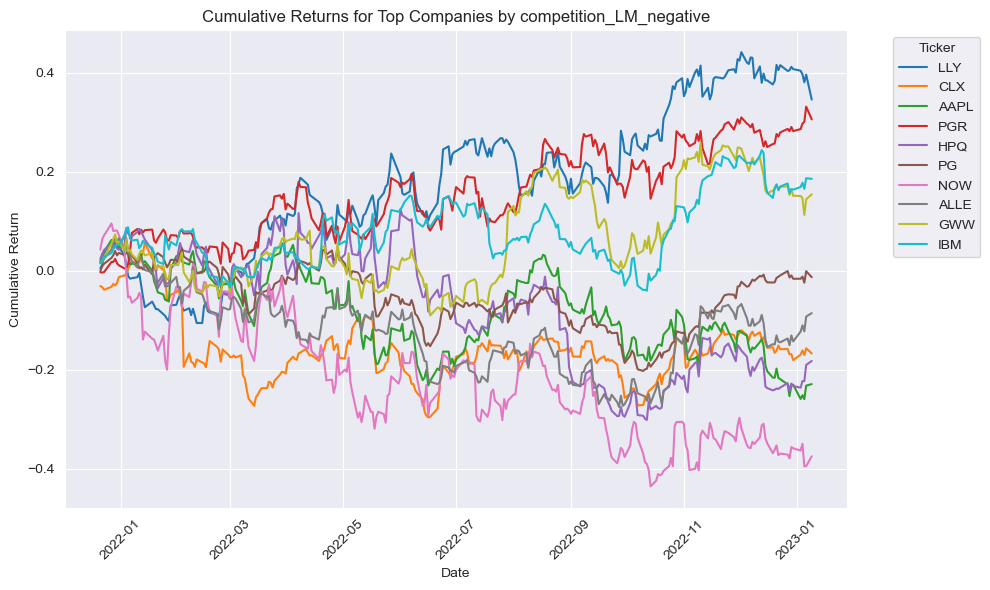 Cumulative Returns for Top Companies by competition_LM_negative
Ticker
LLY
CLX
AAPL
PGR
HPQ
PG
NOW
ALLE
GWW
IBM
Cumulative Return
0.4
0.2
0.0
−0.2
−0.4
2022-01
2022-03
2022-05
2022-07
2022-09
2022-11
2023-01
Date